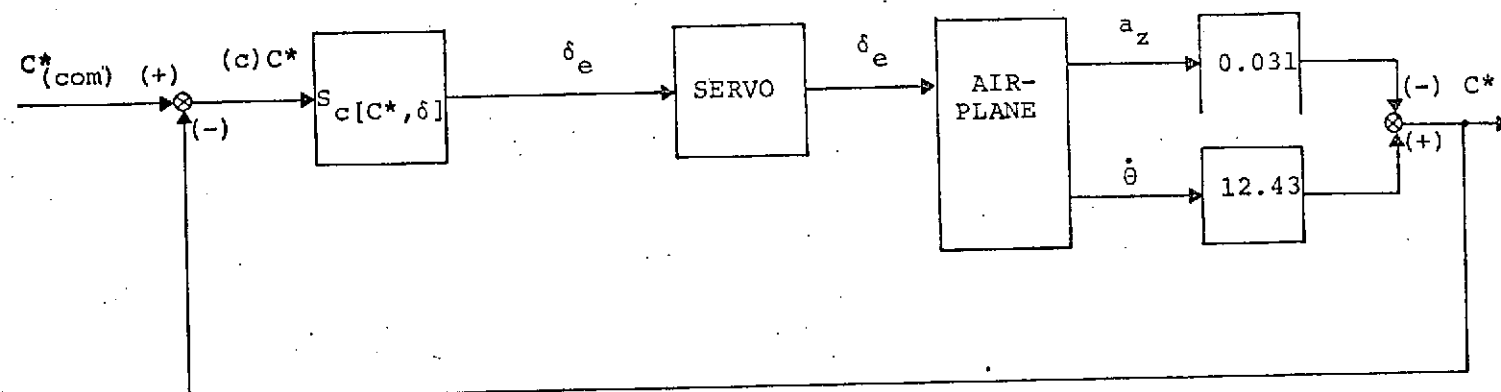 C*(com) (+)
(-)
(c)C*
S c[C*,δ]
δe
SERVO
δe
AIR-
PLANE
az
0.031
θ̇
12.43
(-) C*
(+)